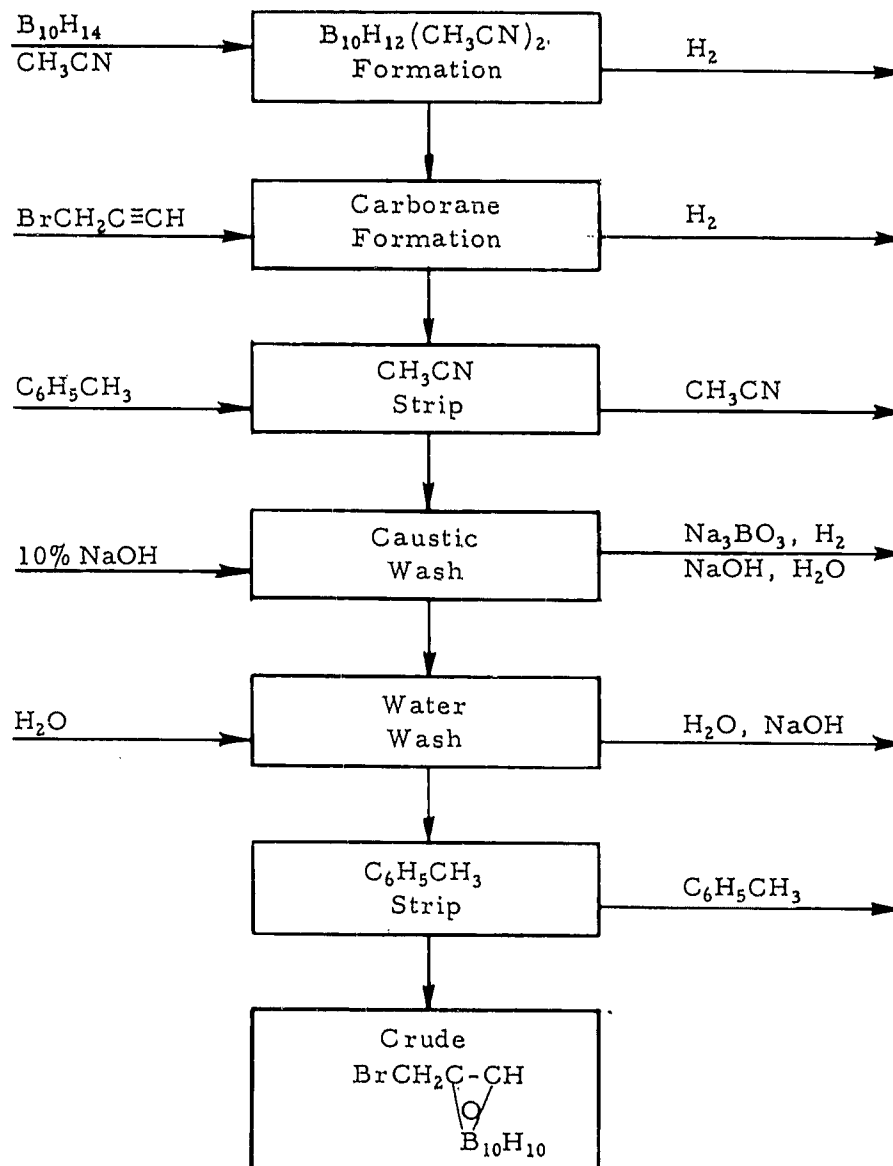 B₁₀H₁₄
CH₃CN
B₁₀H₁₂(CH₃CN)₂
Formation
H₂
BrCH₂C≡CH
Carborane
Formation
H₂
C₆H₅CH₃
CH₃CN
Strip
CH₃CN
10% NaOH
Caustic
Wash
Na₃BO₃, H₂
NaOH, H₂O
H₂O
Water
Wash
H₂O, NaOH
C₆H₅CH₃
Strip
C₆H₅CH₃
Crude
BrCH₂C-CH
O
B₁₀H₁₀